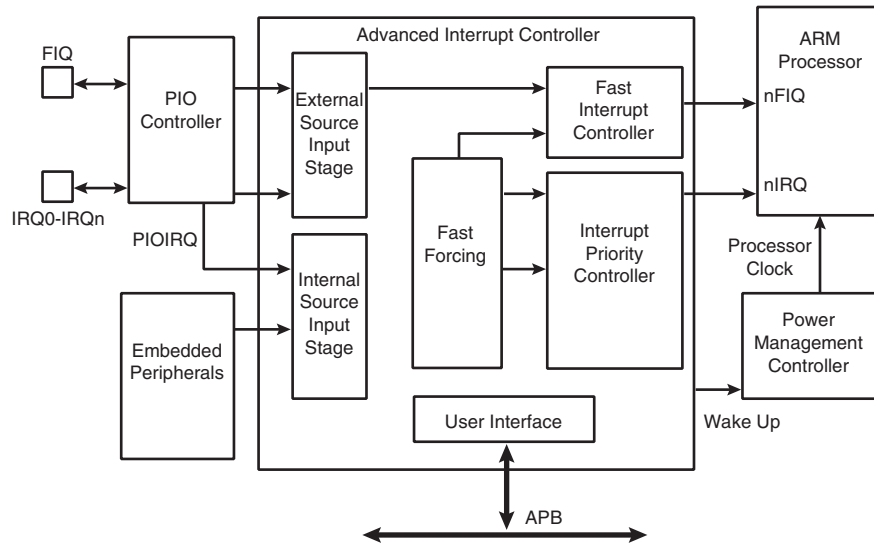 FIQ
IRQ0-IRQn
PIO
Controller
PIOIRQ
Embedded
Peripherals
Advanced Interrupt Controller
External
Source
Input
Stage
Internal
Source
Input
Stage
Fast
Forcing
Fast
Interrupt
Controller
Interrupt
Priority
Controller
User Interface
APB
ARM
Processor
nFIQ
nIRQ
Processor
Clock
Power
Management
Controller
Wake Up